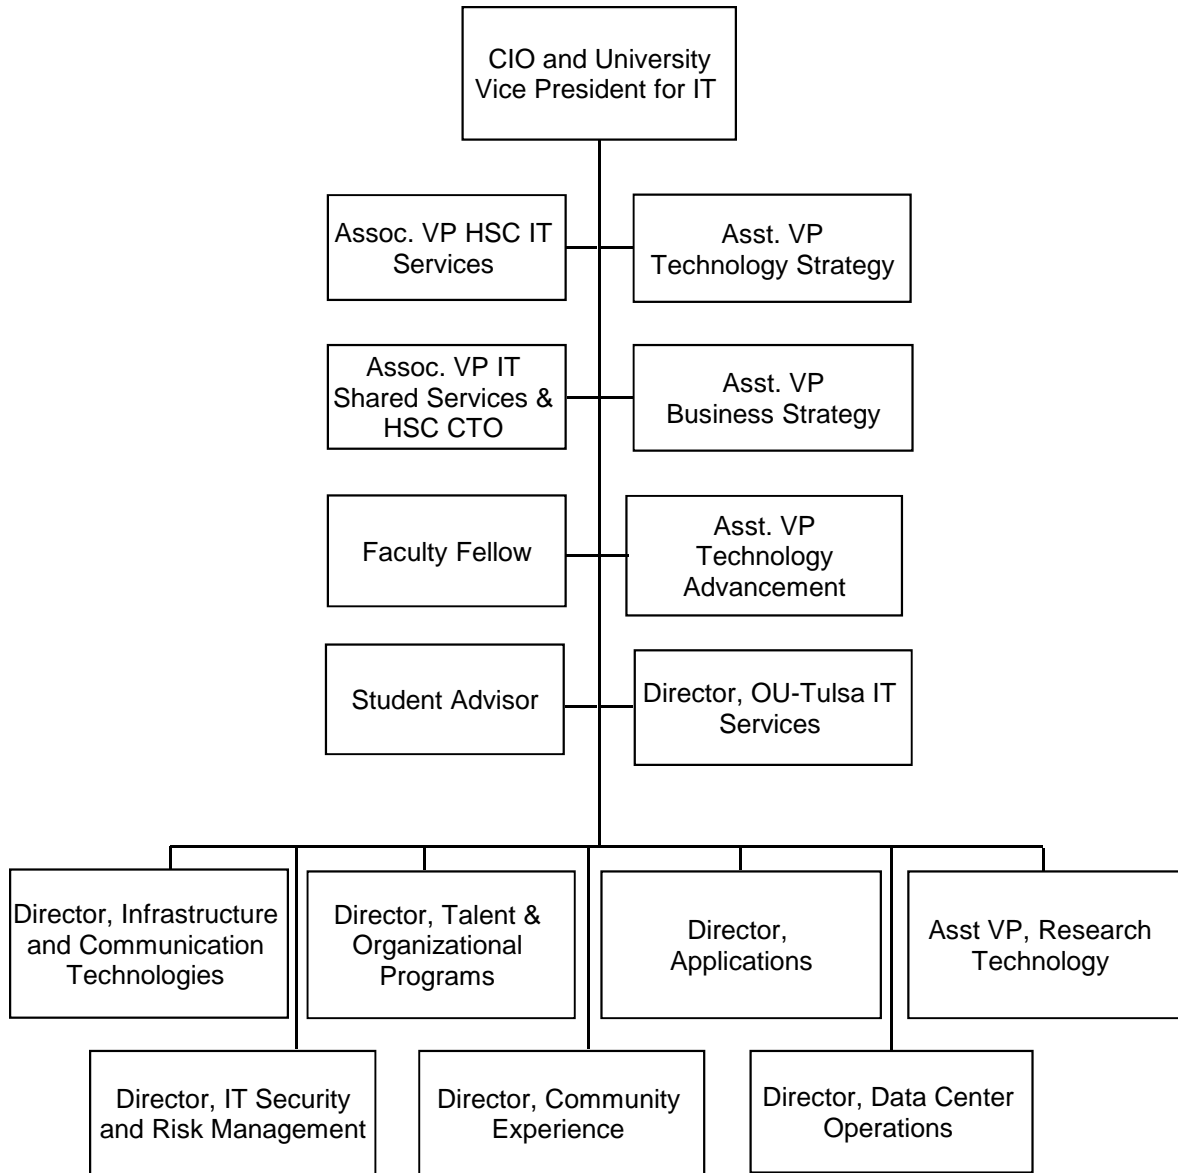 CIO and University
Vice President for IT
Assoc. VP HSC IT
Services
Asst. VP
Technology Strategy
Assoc. VP IT
Shared Services &
HSC CTO
Asst. VP
Business Strategy
Faculty Fellow
Asst. VP
Technology
Advancement
Student Advisor
Director, OU-Tulsa IT
Services
Director, Infrastructure
and Communication
Technologies
Director, Talent &
Organizational
Programs
Director,
Applications
Asst VP, Research
Technology
Director, IT Security
and Risk Management
Director, Community
Experience
Director, Data Center
Operations